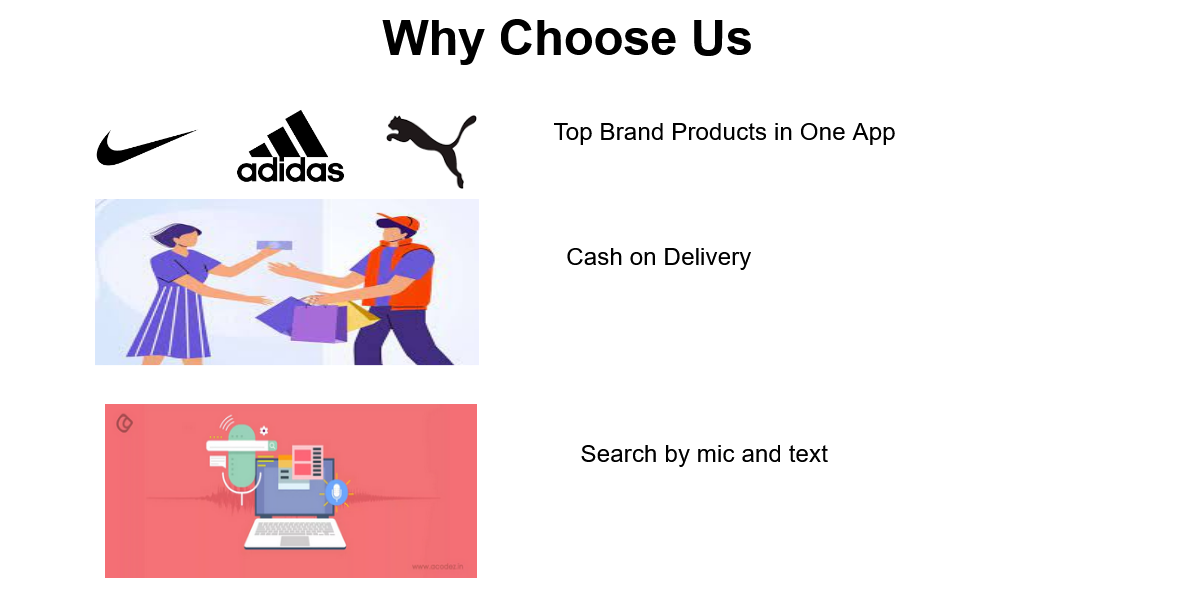 Why Choose Us
adidas
Top Brand Products in One App
Cash on Delivery
Search by mic and text
www.ocoder.in